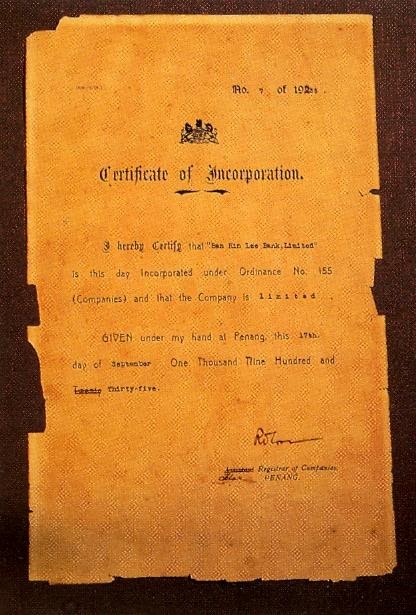 No. 7 of 1935.
Certificate of Incorporation.
I hereby Certify that "Ban Hin Lee Bank, Limited"
is this day Incorporated under Ordinance No. 155
(Companies) and that the Company is limited.
GIVEN under my hand at Penang, this 17th.
day of September One Thousand Nine Hundred and
Twenty Thirty-five.
Assistant Registrar of Companies,
PENANG.